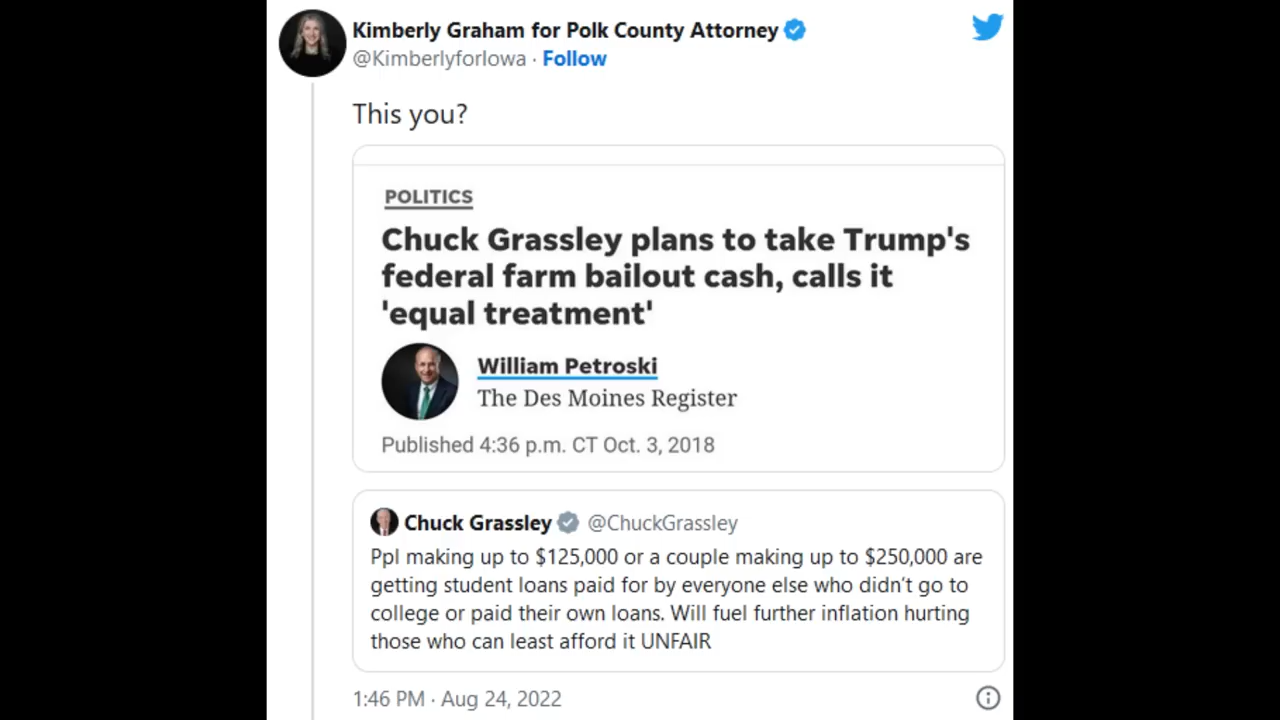 Kimberly Graham for Polk County Attorney
@KimberlyforIowa · Follow
This you?
POLITICS
Chuck Grassley plans to take Trump's
federal farm bailout cash, calls it
'equal treatment'
William Petroski
The Des Moines Register
Published 4:36 p.m. CT Oct. 3, 2018
Chuck Grassley @ChuckGrassley
Ppl making up to $125,000 or a couple making up to $250,000 are
getting student loans paid for by everyone else who didn't go to
college or paid their own loans. Will fuel further inflation hurting
those who can least afford it UNFAIR
1:46 PM · Aug 24, 2022